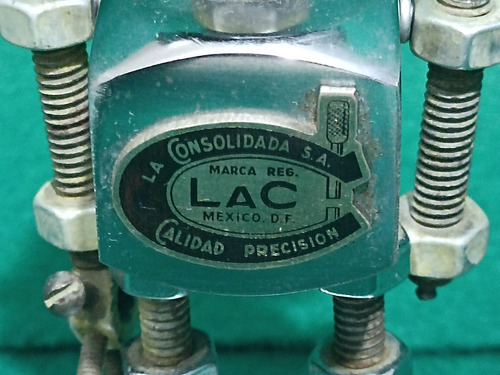 LA CONSOLIDADA S.A.
MARCA REG.
LAC
MEXICO, D.F.
CALIDAD PRECISION